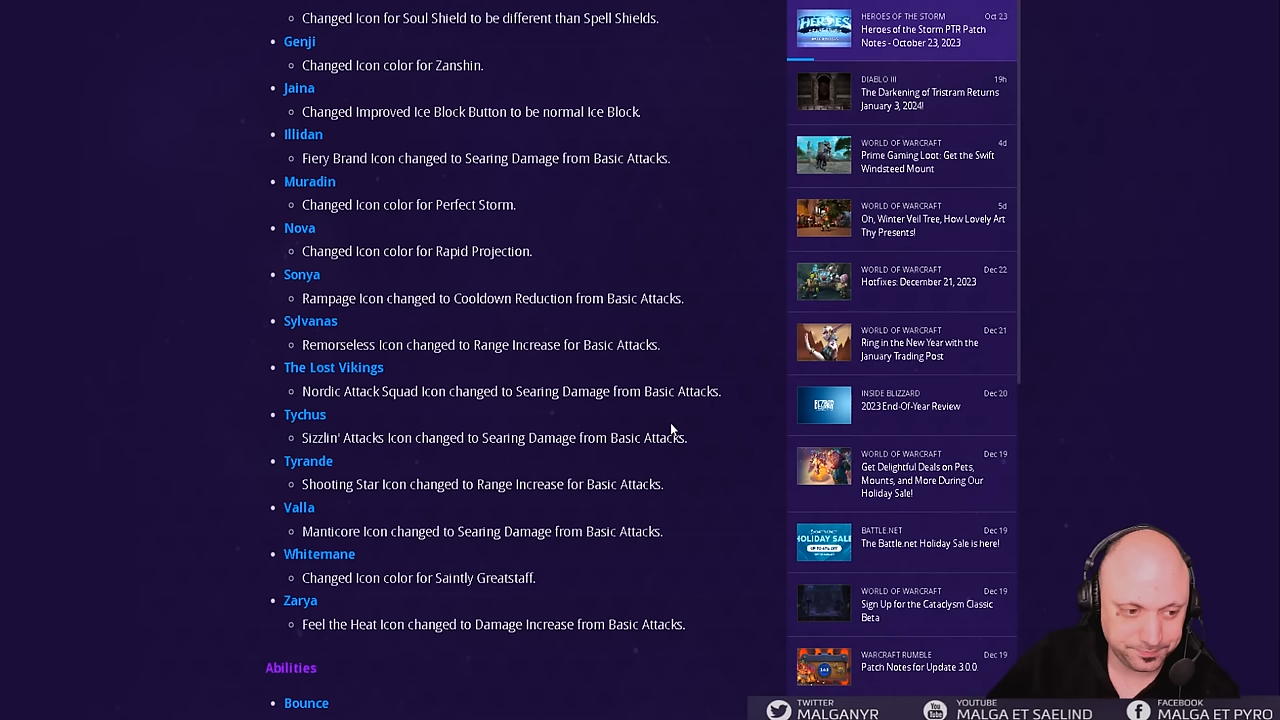 Changed Icon for Soul Shield to be different than Spell Shields.
Genji
Changed Icon color for Zanshin.
Jaina
Changed Improved Ice Block Button to be normal Ice Block.
Illidan
Fiery Brand Icon changed to Searing Damage from Basic Attacks.
Muradin
Changed Icon color for Perfect Storm.
Nova
Changed Icon color for Rapid Projection.
Sonya
Rampage Icon changed to Cooldown Reduction from Basic Attacks.
Sylvanas
Remorseless Icon changed to Range Increase for Basic Attacks.
The Lost Vikings
Nordic Attack Squad Icon changed to Searing Damage from Basic Attacks.
Tychus
Sizzlin' Attacks Icon changed to Searing Damage from Basic Attacks.
Tyrande
Shooting Star Icon changed to Range Increase for Basic Attacks.
Valla
Manticore Icon changed to Searing Damage from Basic Attacks.
Whitemane
Changed Icon color for Saintly Greatstaff.
Zarya
Feel the Heat Icon changed to Damage Increase from Basic Attacks.
Abilities
Bounce
HEROES
HEROES OF THE STORM Oct 23
Heroes of the Storm PTR Patch
Notes - October 23, 2023
DIABLO III 19h
The Darkening of Tristram Returns
January 3, 2024!
WORLD OF WARCRAFT 4d
Prime Gaming Loot: Get the Swift
Windsteed Mount
WORLD OF WARCRAFT 5d
Oh, Winter Veil Tree, How Lovely Art
Thy Presents!
WORLD OF WARCRAFT Dec 22
Hotfixes: December 21, 2023
WORLD OF WARCRAFT Dec 21
Ring in the New Year with the
January Trading Post
INSIDE BLIZZARD Dec 20
2023 End-Of-Year Review
WORLD OF WARCRAFT Dec 19
Get Delightful Deals on Pets,
Mounts, and More During Our
Holiday Sale!
HOLIDAY SALE
BATTLE.NET Dec 19
The Battle.net Holiday Sale is here!
WORLD OF WARCRAFT Dec 19
Sign Up for the Cataclysm Classic
Beta
WARCRAFT RUMBLE Dec 19
Patch Notes for Update 3.0.0
TWITTER
MALGANYR
You Tube
YOUTUBE
MALGA ET SAELIND
FACEBOOK
MALGA ET PYRO